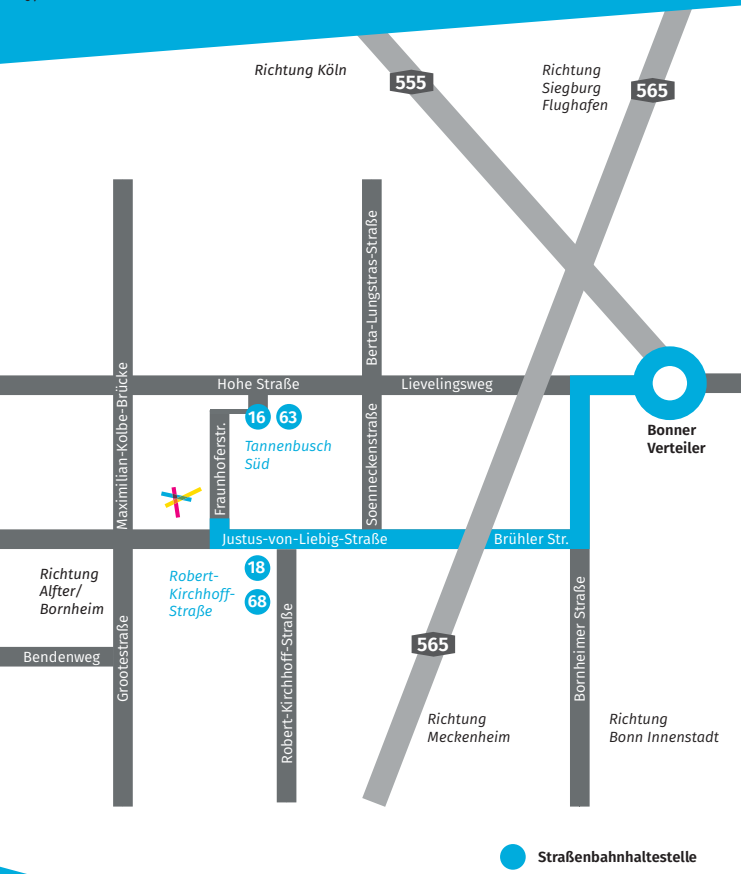 Richtung Köln
555
Richtung
Siegburg
Flughafen
565
Maximilian-Kolbe-Brücke
Berta-Lungstras-Straße
Hohe Straße
Lievelingsweg
16
63
Tannenbusch
Süd
Fraunhoferstr.
Soenneckenstraße
Bonner
Verteiler
Justus-von-Liebig-Straße
Brühler Str.
Richtung
Alfter/
Bornheim
Robert-
Kirchhoff-
Straße
18
68
Bendenweg
Grootestraße
Robert-Kirchhoff-Straße
565
Bornheimer Straße
Richtung
Meckenheim
Richtung
Bonn Innenstadt
Straßenbahnhaltestelle